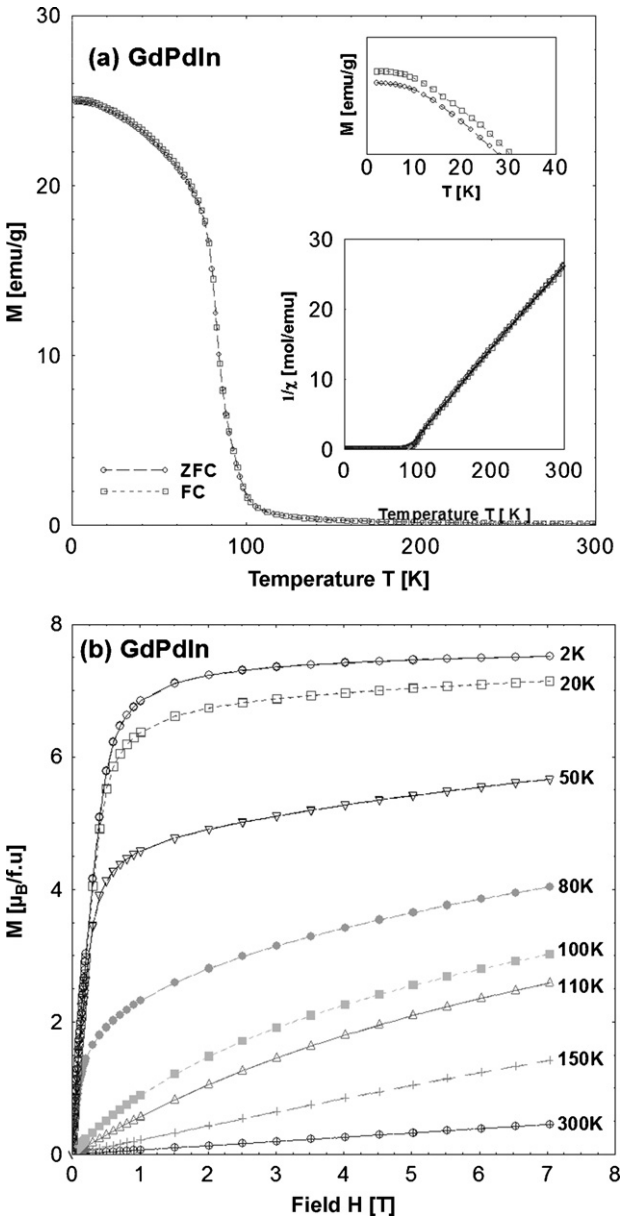 (a) GdPdIn
M [emu/g]
30
20
10
0
0 100 200 300
Temperature T [K]
ZFC
FC
M [emu/g]
0 10 20 30 40
T [K]
1/χ [mol/emu]
30
20
10
0
0 100 200 300
Temperature T [ K ]
(b) GdPdIn
M [μB/f.u]
8
6
4
2
0
2K
20K
50K
80K
100K
110K
150K
300K
0 1 2 3 4 5 6 7 8
Field H [T]